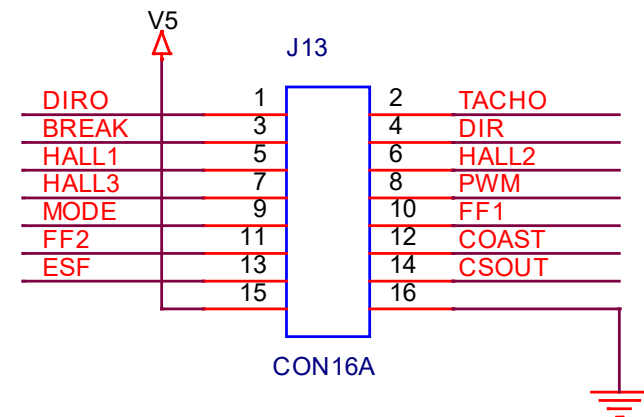 V5
J13
DIRO 1 2 TACHO
BREAK 3 4 DIR
HALL1 5 6 HALL2
HALL3 7 8 PWM
MODE 9 10 FF1
FF2 11 12 COAST
ESF 13 14 CSOUT
15 16
CON16A